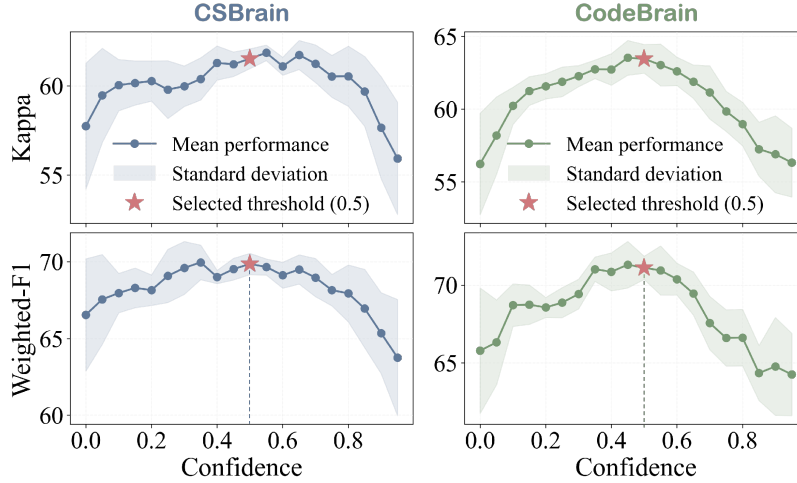 CSBrain
CodeBrain
Kappa
60
55
Mean performance
Standard deviation
Selected threshold (0.5)
65
60
55
Mean performance
Standard deviation
Selected threshold (0.5)
Weighted-F1
70
65
60
0.0 0.2 0.4 0.6 0.8
Confidence
70
65
0.0 0.2 0.4 0.6 0.8
Confidence